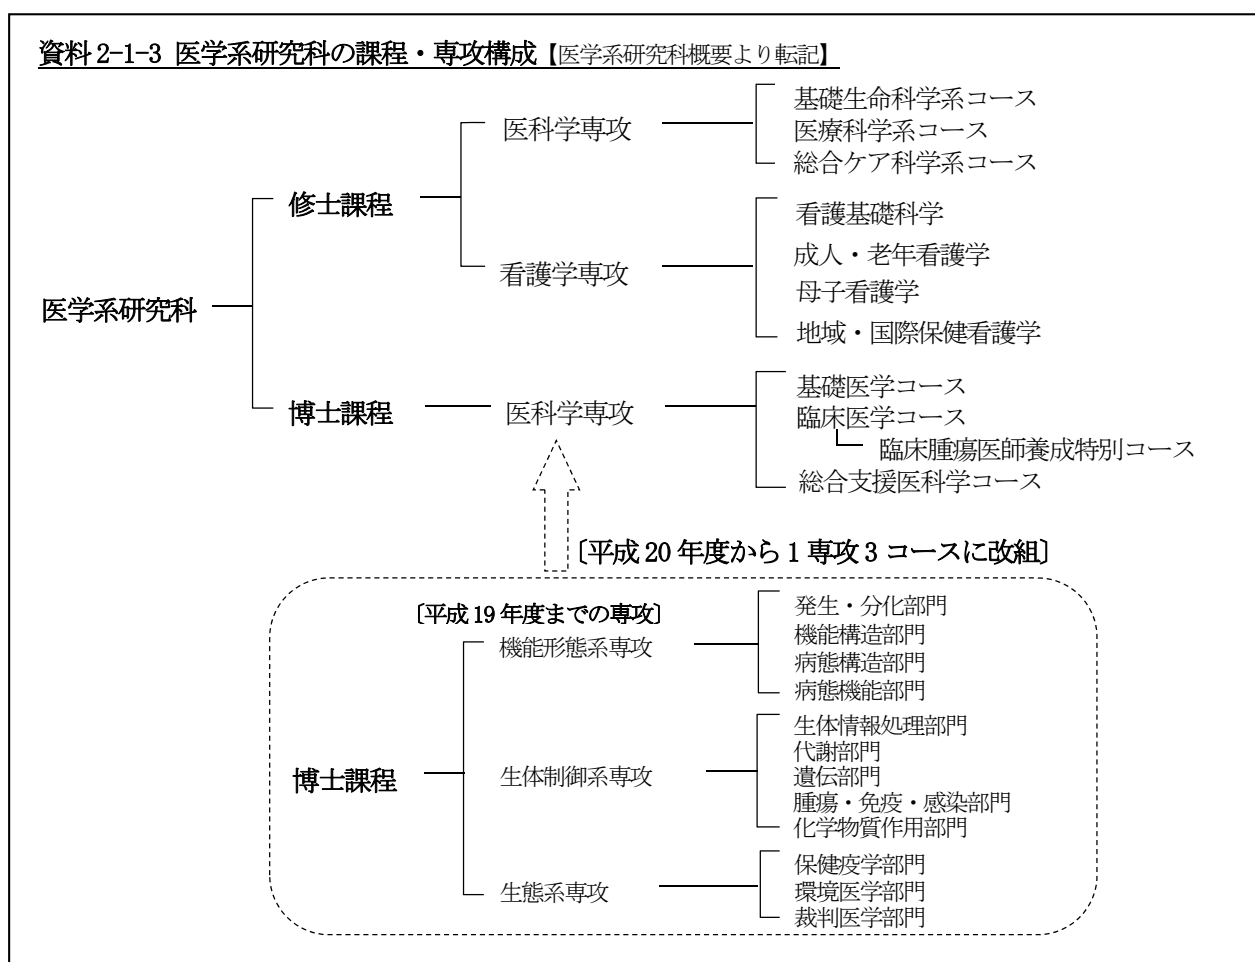 資料2-1-3 医学系研究科の課程・専攻構成【医学系研究科概要より転記】
医学系研究科
修士課程
医科学専攻
基礎生命科学系コース
医療科学系コース
総合ケア科学系コース
看護学専攻
看護基礎科学
成人・老年看護学
母子看護学
地域・国際保健看護学
博士課程
医科学専攻
基礎医学コース
臨床医学コース
臨床腫瘍医師養成特別コース
総合支援医科学コース
〔平成20年度から1専攻3コースに改組〕
〔平成19年度までの専攻〕
博士課程
機能形態系専攻
発生・分化部門
機能構造部門
病態構造部門
病態機能部門
生体制御系専攻
生体情報処理部門
代謝部門
遺伝部門
腫瘍・免疫・感染部門
化学物質作用部門
生態系専攻
保健疫学部門
環境医学部門
裁判医学部門